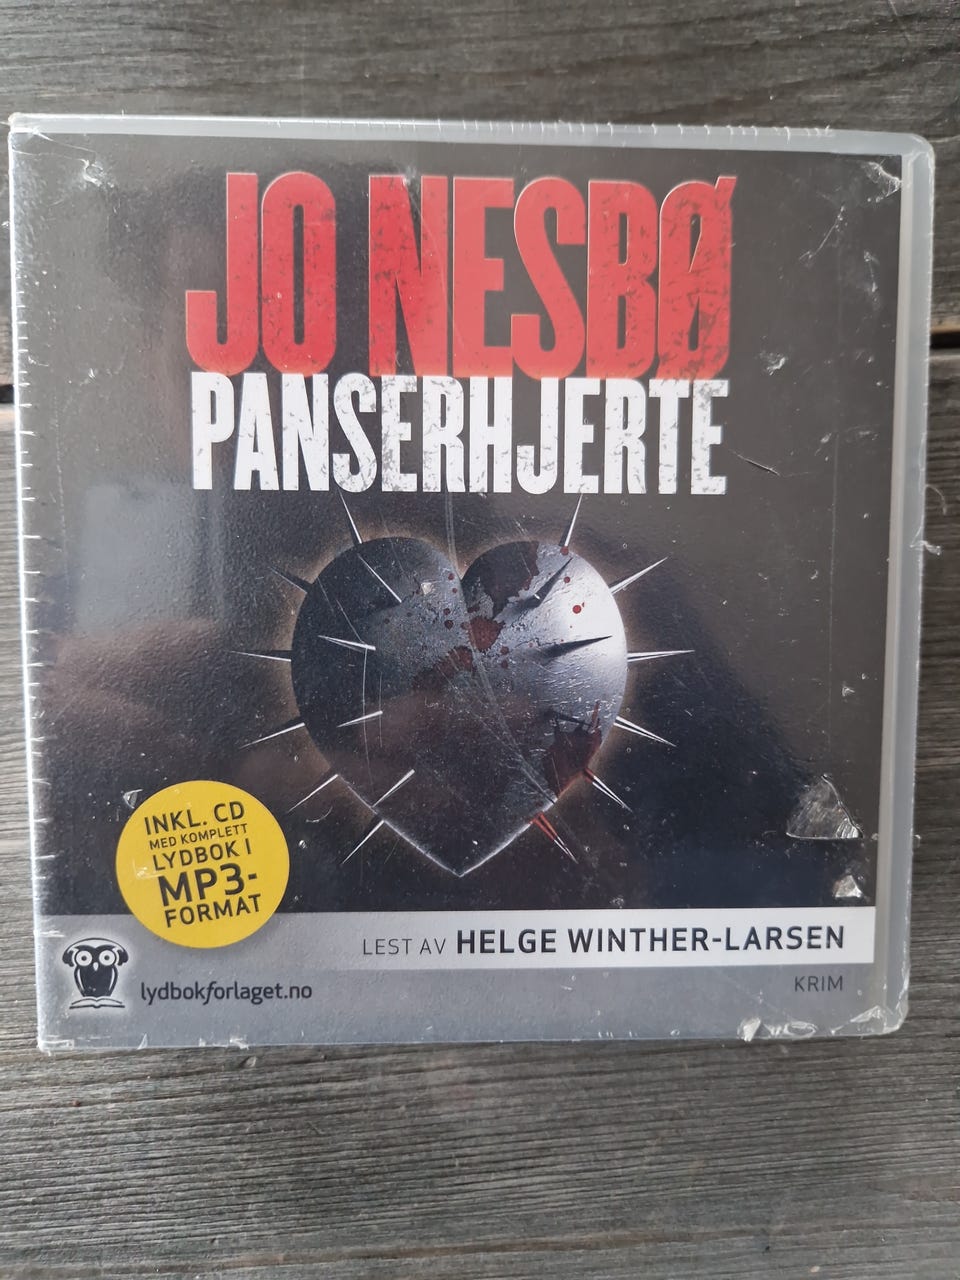 JO NESBØ
PANSERHJERTE
INKL. CD
MED KOMPLETT
LYDBOK I
MP3-
FORMAT
LEST AV HELGE WINTHER-LARSEN
lydbokforlaget.no
KRIM